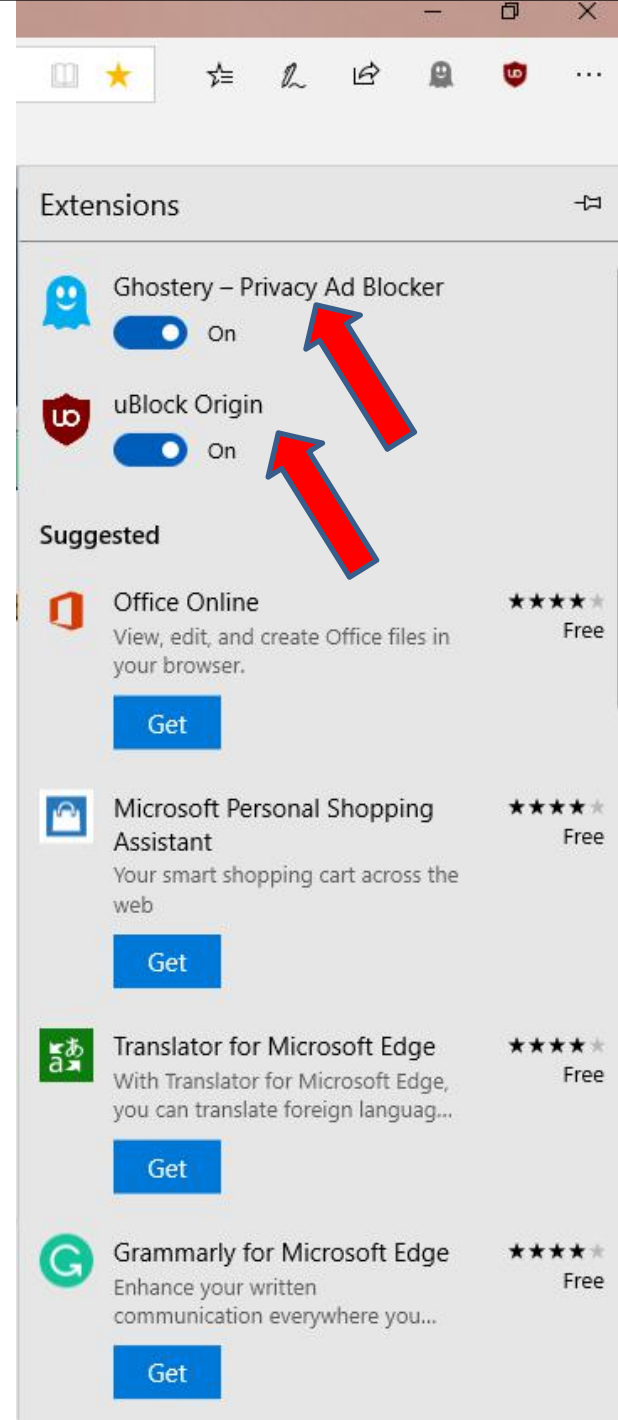 uo
Extensions
Ghostery – Privacy Ad Blocker
On
uo
uBlock Origin
On
Suggested
Office Online
Free
View, edit, and create Office files in
your browser.
Get
Microsoft Personal Shopping
Assistant
Free
Your smart shopping cart across the
web
Get
あ
a
Translator for Microsoft Edge
Free
With Translator for Microsoft Edge,
you can translate foreign languag...
Get
G
Grammarly for Microsoft Edge
Free
Enhance your written
communication everywhere you...
Get